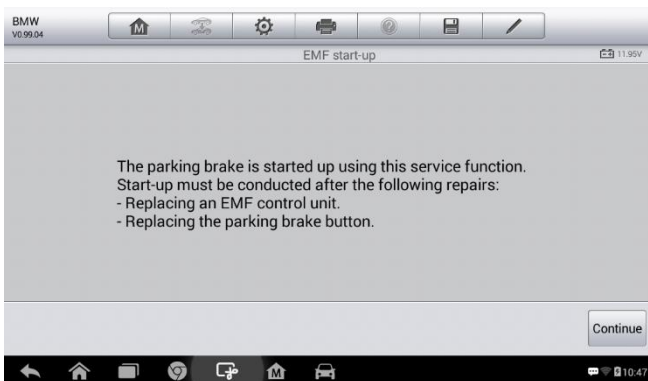 BMW
V0.99.04
M
EMF start-up
11.95V
The parking brake is started up using this service function.
Start-up must be conducted after the following repairs:
- Replacing an EMF control unit.
- Replacing the parking brake button.
Continue
M
10:47